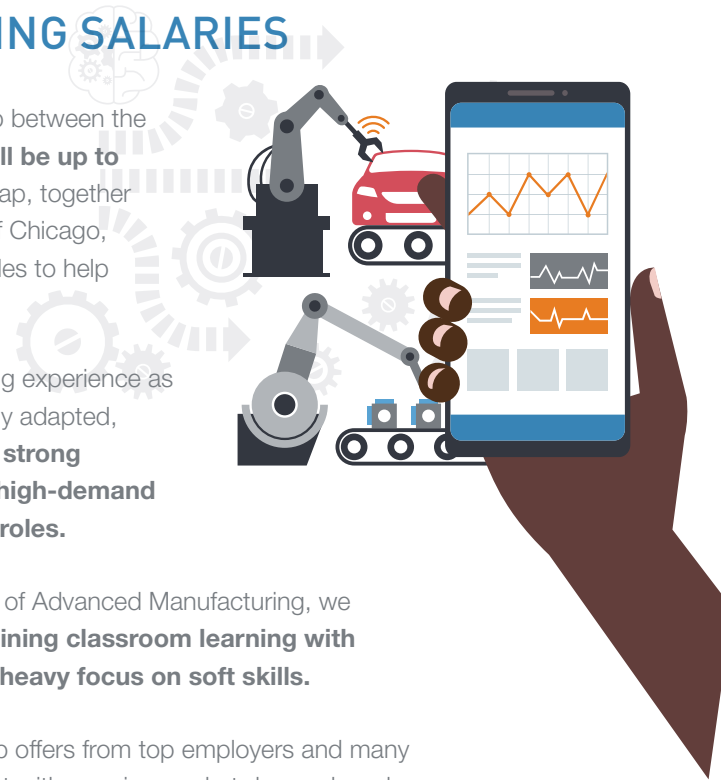 ING SALARIES
between the
ll be up to
ap, together
f Chicago,
les to help
ng experience as
y adapted,
strong
high-demand
roles.
of Advanced Manufacturing, we
ining classroom learning with
heavy focus on soft skills.
offers from top employers and many